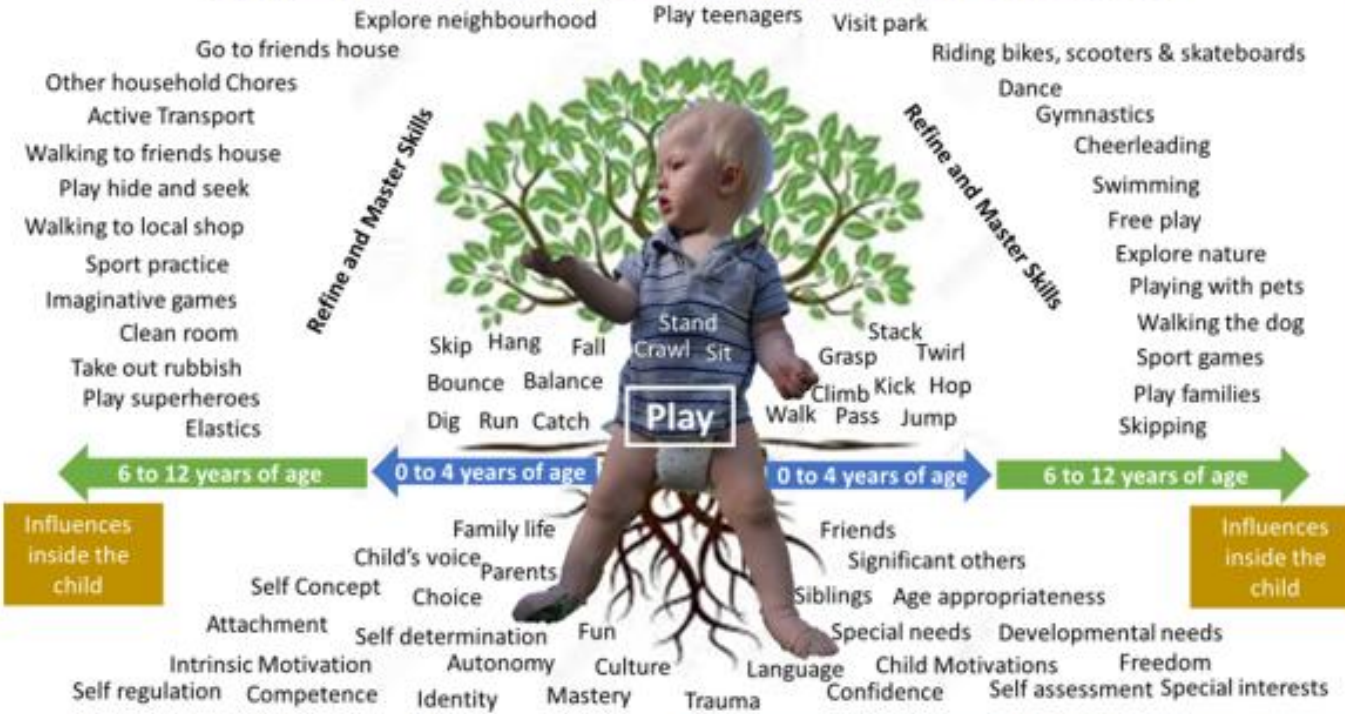 Explore neighbourhood
Play teenagers
Visit park
Go to friends house
Riding bikes, scooters & skateboards
Other household Chores
Dance
Active Transport
Gymnastics
Walking to friends house
Cheerleading
Play hide and seek
Swimming
Walking to local shop
Free play
Sport practice
Explore nature
Imaginative games
Playing with pets
Clean room
Walking the dog
Take out rubbish
Sport games
Play superheroes
Play families
Elastics
Skipping
Refine and Master Skills
Refine and Master Skills
Skip Hang Fall
Stand
Crawl Sit
Stack
Grasp Twirl
Bounce Balance
Climb Kick Hop
Dig Run Catch
Play
Walk Pass Jump
6 to 12 years of age
0 to 4 years of age
0 to 4 years of age
6 to 12 years of age
Influences
inside the
child
Influences
inside the
child
Family life
Friends
Child's voice
Parents
Significant others
Self Concept
Choice
Siblings
Age appropriateness
Attachment
Self determination
Fun
Special needs
Developmental needs
Intrinsic Motivation
Autonomy
Culture
Language
Child Motivations
Freedom
Self regulation
Competence
Identity
Mastery
Trauma
Confidence
Self assessment
Special interests